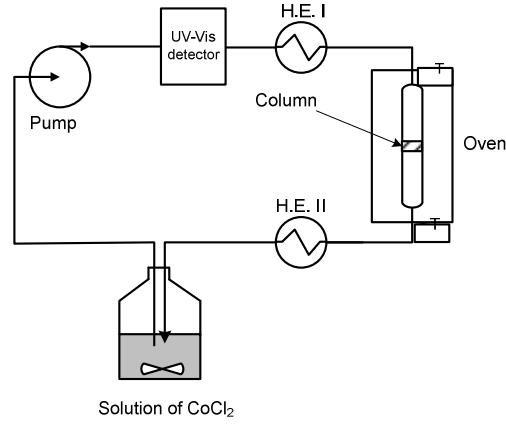 H.E. I
UV-Vis
detector
Column
Pump
Oven
H.E. II
Solution of CoCl₂